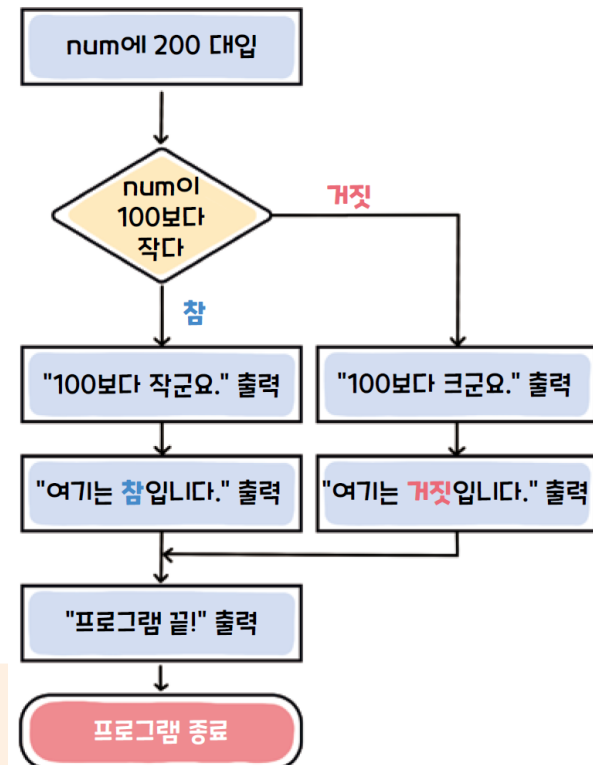 num에 200 대입
num이
100보다
작다
거짓
참
"100보다 작군요." 출력
"100보다 크군요." 출력
"여기는 참입니다." 출력
"여기는 거짓입니다." 출력
"프로그램 끝!" 출력
프로그램 종료